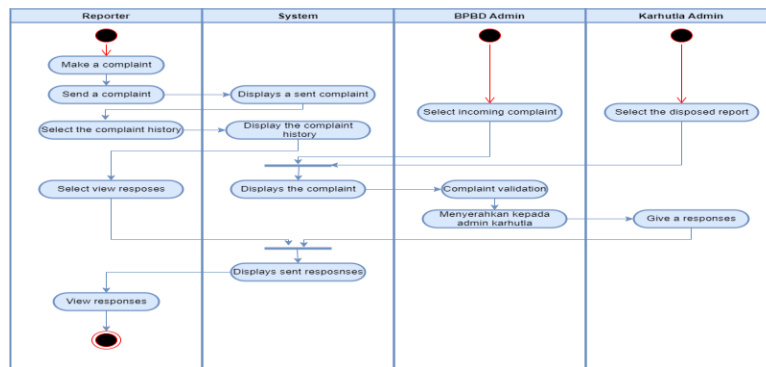 Reporter
System
BPBD Admin
Karhutla Admin
Make a complaint
Send a complaint
Displays a sent complaint
Select incoming complaint
Select the disposed report
Select the complaint history
Display the complaint
history
Select view resposes
Displays the complaint
Complaint validation
Menyerahkan kepada
admin karhutla
Give a responses
Displays sent resposnses
View responses